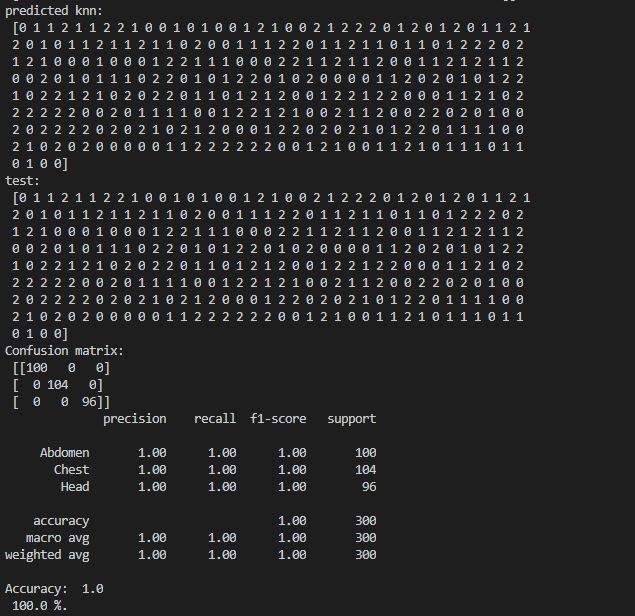 predicted knn:
[0 1 1 2 1 1 2 2 1 0 0 1 0 1 0 0 1 2 1 0 0 2 1 2 2 2 0 1 2 0 1 2 0 1 1 2 1
2 0 1 0 1 1 2 1 1 2 1 1 0 2 0 0 1 1 1 2 2 0 1 1 2 1 1 0 1 1 0 1 2 2 2 0 2
1 2 1 0 0 0 1 0 0 1 2 2 1 1 1 0 0 0 2 2 1 1 2 1 1 1 2 0 0 1 1 2 1 2 1 1 2
0 0 2 0 1 0 1 1 1 0 2 2 0 1 0 1 2 2 0 1 0 2 0 0 0 0 1 1 2 0 2 0 1 0 1 2 2
1 0 2 2 1 2 1 0 2 0 2 2 0 1 1 0 1 2 1 2 0 0 1 2 2 1 2 2 0 0 0 1 1 2 1 0 2
2 2 2 2 2 0 0 2 0 1 1 1 1 0 0 1 2 2 1 2 1 0 0 2 1 1 2 0 0 2 2 0 2 0 1 0 0
2 0 2 2 2 2 0 2 0 2 1 0 2 1 2 0 0 0 1 2 2 0 2 0 2 1 0 1 2 2 0 1 1 1 1 0 0
2 1 0 2 0 2 0 0 0 0 0 1 1 2 2 2 2 2 2 0 0 1 2 1 0 0 1 1 2 1 0 1 1 1 0 1 1
0 1 0 0]
test:
[0 1 1 2 1 1 2 2 1 0 0 1 0 1 0 0 1 2 1 0 0 2 1 2 2 2 0 1 2 0 1 2 0 1 1 2 1
2 0 1 0 1 1 2 1 1 2 1 1 0 2 0 0 1 1 1 2 2 0 1 1 2 1 1 0 1 1 0 1 2 2 2 0 2
1 2 1 0 0 0 1 0 0 1 2 2 1 1 1 0 0 0 2 2 1 1 2 1 1 1 2 0 0 1 1 2 1 2 1 1 2
0 0 2 0 1 0 1 1 1 0 2 2 0 1 0 1 2 2 0 1 0 2 0 0 0 0 1 1 2 0 2 0 1 0 1 2 2
1 0 2 2 1 2 1 0 2 0 2 2 0 1 1 0 1 2 1 2 0 0 1 2 2 1 2 2 0 0 0 1 1 2 1 0 2
2 2 2 2 2 0 0 2 0 1 1 1 1 0 0 1 2 2 1 2 1 0 0 2 1 1 2 0 0 2 2 0 2 0 1 0 0
2 0 2 2 2 2 0 2 0 2 1 0 2 1 2 0 0 0 1 2 2 0 2 0 2 1 0 1 2 2 0 1 1 1 1 0 0
2 1 0 2 0 2 0 0 0 0 0 1 1 2 2 2 2 2 2 0 0 1 2 1 0 0 1 1 2 1 0 1 1 1 0 1 1
0 1 0 0]
Confusion matrix:
[[100 0 0]
[ 0 104 0]
[ 0 0 96]]
precision recall f1-score support
Abdomen 1.00 1.00 1.00 100
Chest 1.00 1.00 1.00 104
Head 1.00 1.00 1.00 96
accuracy 1.00 300
macro avg 1.00 1.00 1.00 300
weighted avg 1.00 1.00 1.00 300
Accuracy: 1.0
100.0 %.